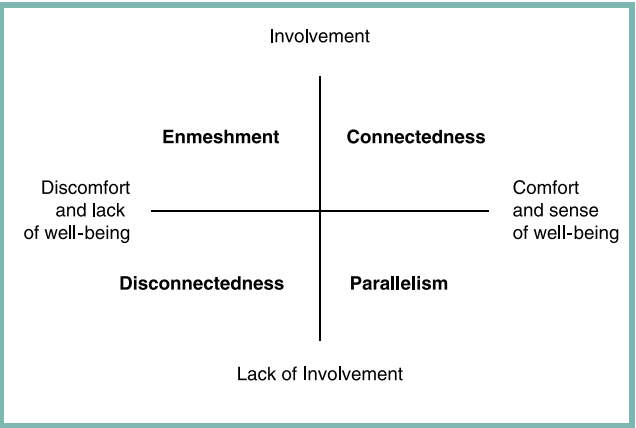 Involvement
Enmeshment
Connectedness
Discomfort
and lack
of well-being
Comfort
and sense
of well-being
Disconnectedness
Parallelism
Lack of Involvement